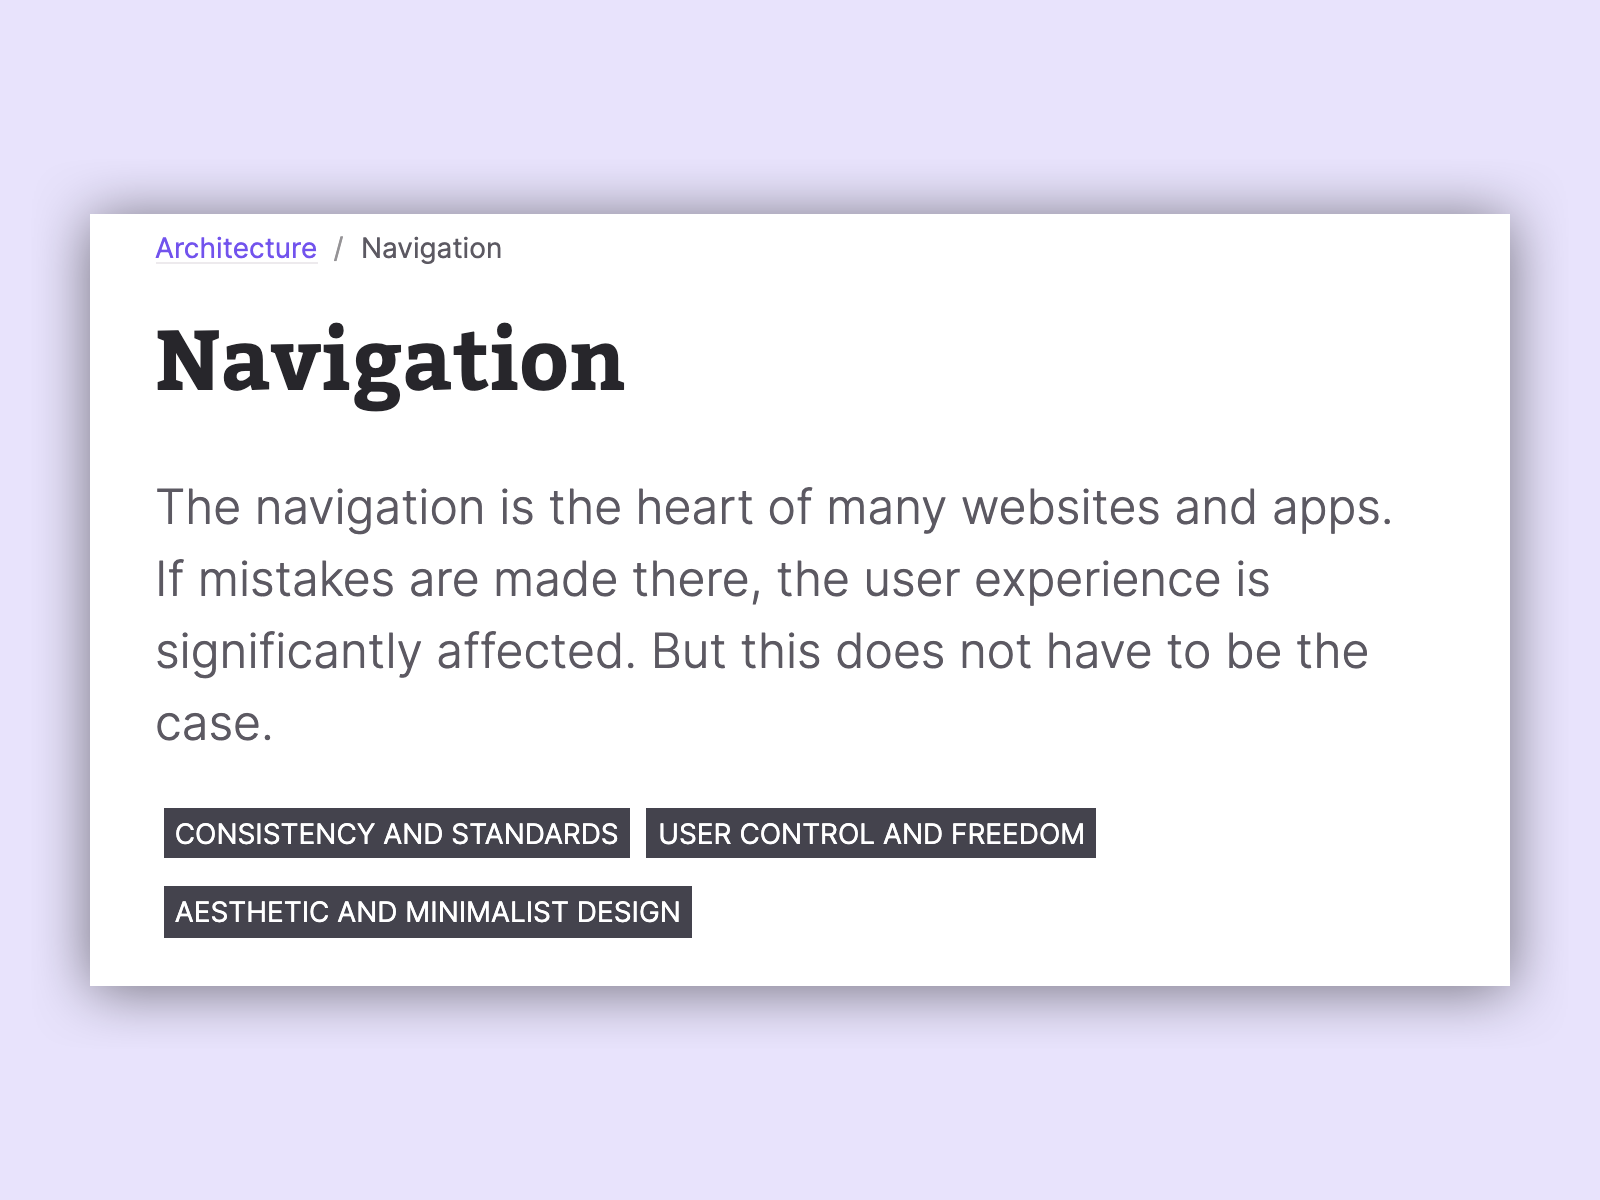 Architecture / Navigation
Navigation
The navigation is the heart of many websites and apps.
If mistakes are made there, the user experience is
significantly affected. But this does not have to be the
case.
CONSISTENCY AND STANDARDS USER CONTROL AND FREEDOM
AESTHETIC AND MINIMALIST DESIGN